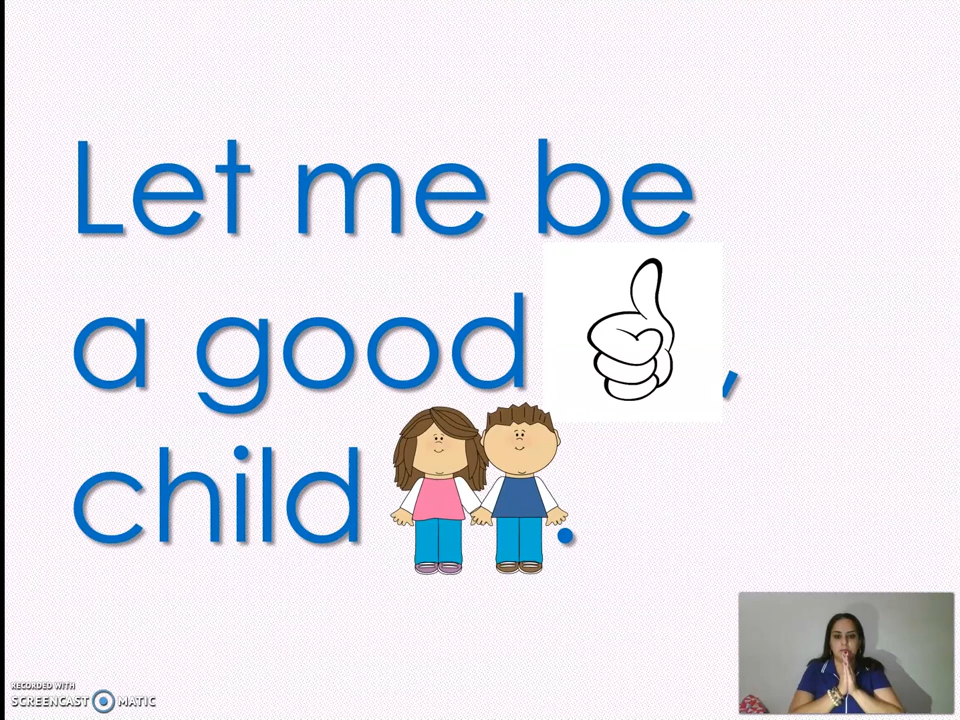 Let me be
a good ,
child .
RECORDED WITH
SCREENCAST MATIC